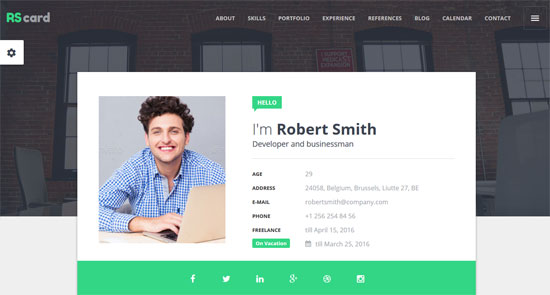 RS card
ABOUT SKILLS PORTFOLIO EXPERIENCE REFERENCES BLOG CALENDAR CONTACT
I SUPPORT
EXPANSION
HELLO
I'm Robert Smith
Developer and businessman
AGE 29
ADDRESS 24058, Belgium, Brussels, Liutte 27, BE
E-MAIL robertsmith@company.com
PHONE +1 256 254 84 56
FREELANCE till April 15, 2016
On Vacation till March 25, 2016